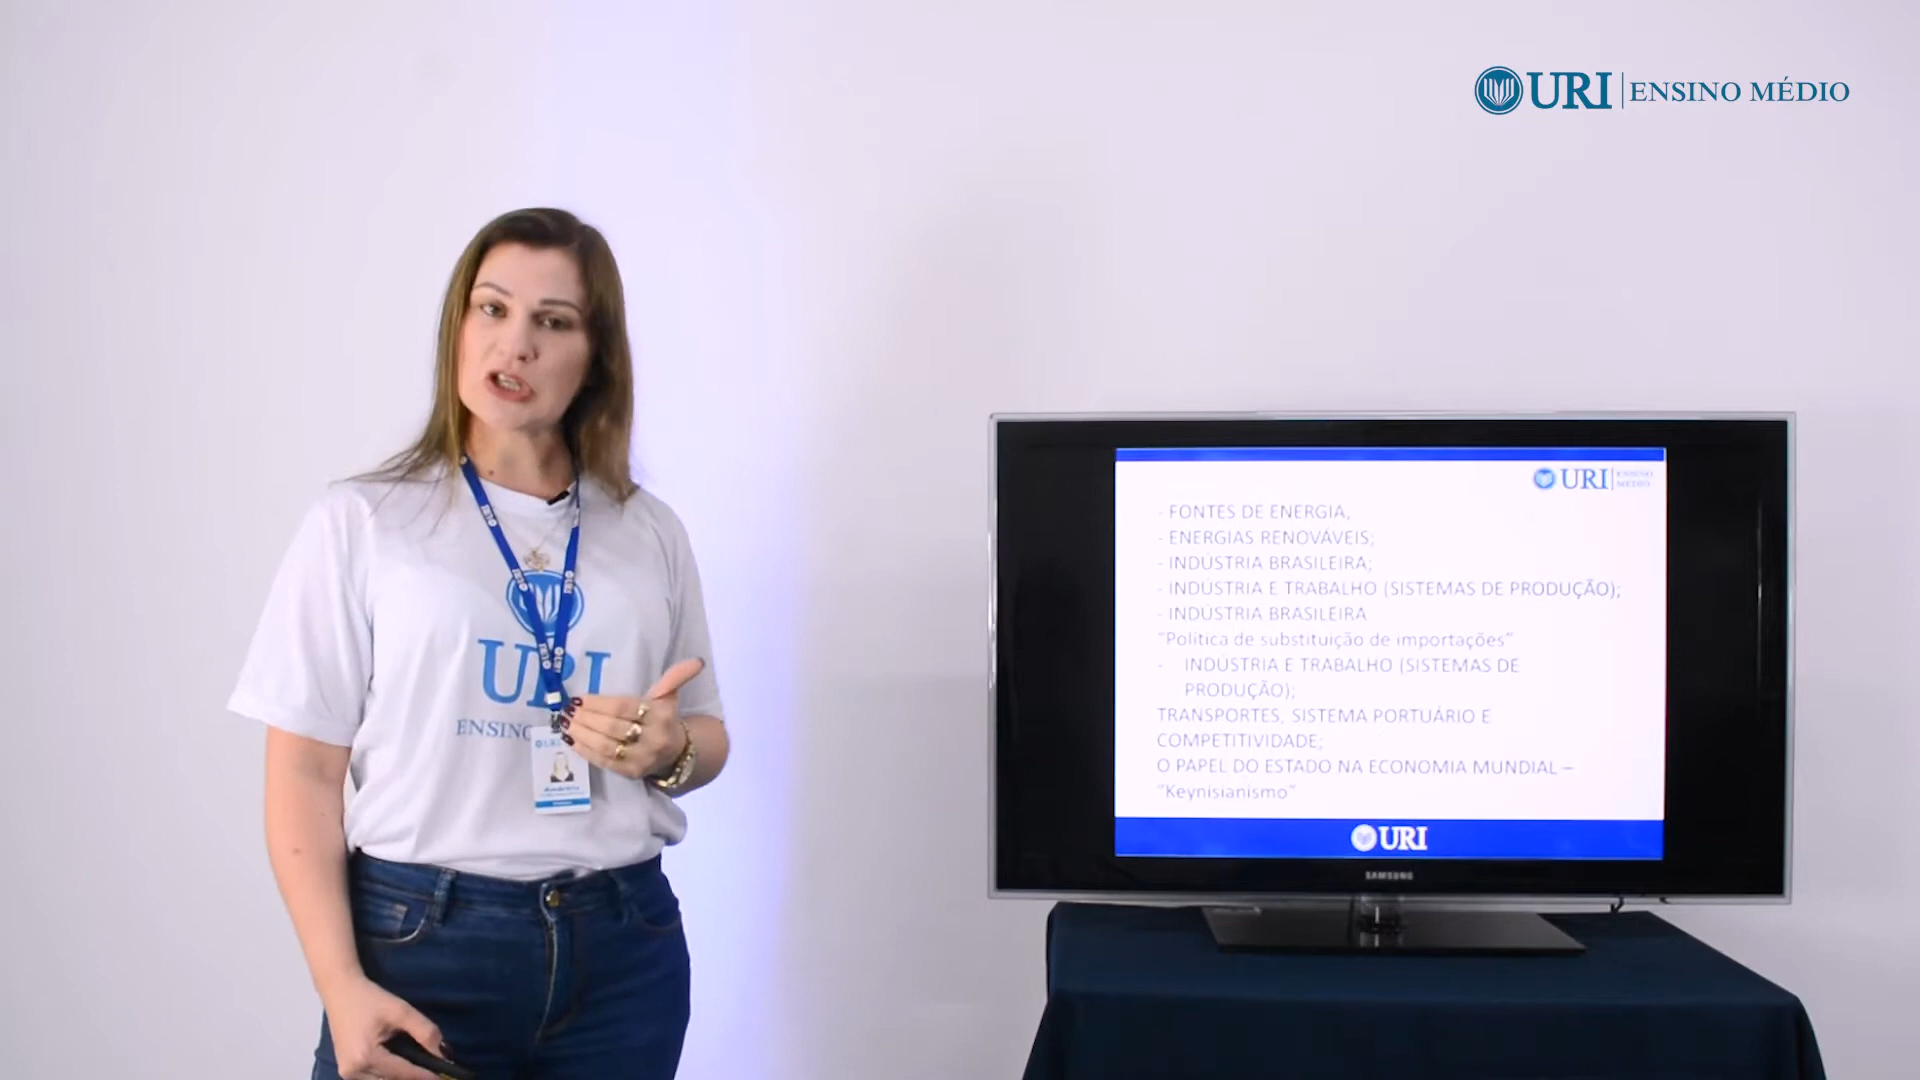 URI ENSINO MÉDIO
URI
ENSINO
URI ENSINO MÉDIO
- FONTES DE ENERGIA,
- ENERGIAS RENOVÁVEIS;
- INDÚSTRIA BRASILEIRA;
- INDÚSTRIA E TRABALHO (SISTEMAS DE PRODUÇÃO);
- INDÚSTRIA BRASILEIRA
"Política de substituição de importações"
- INDÚSTRIA E TRABALHO (SISTEMAS DE
PRODUÇÃO);
TRANSPORTES, SISTEMA PORTUÁRIO E
COMPETITIVIDADE;
O PAPEL DO ESTADO NA ECONOMIA MUNDIAL –
"Keynisianismo"
URI
SAMSUNG